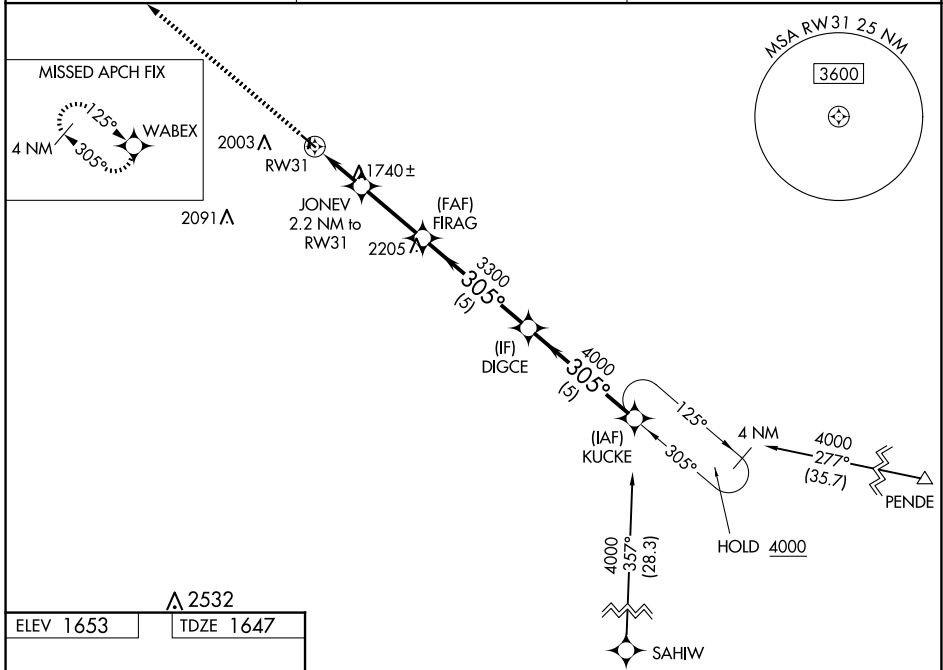 MSA RW31 25 NM
3600
MISSED APCH FIX
125°
WABEX
4 NM
305°
2003
RW31
1740±
JONEV
2.2 NM to
RW31
(FAF)
FIRAG
2091
2205
3300
305°
(5)
(IF)
DIGCE
4000
305°
(5)
(IAF)
KUCKE
125°
305°
4 NM
4000
277°
(35.7)
PENDE
HOLD 4000
4000
357°
(28.3)
SAHIW
2532
ELEV 1653
TDZE 1647